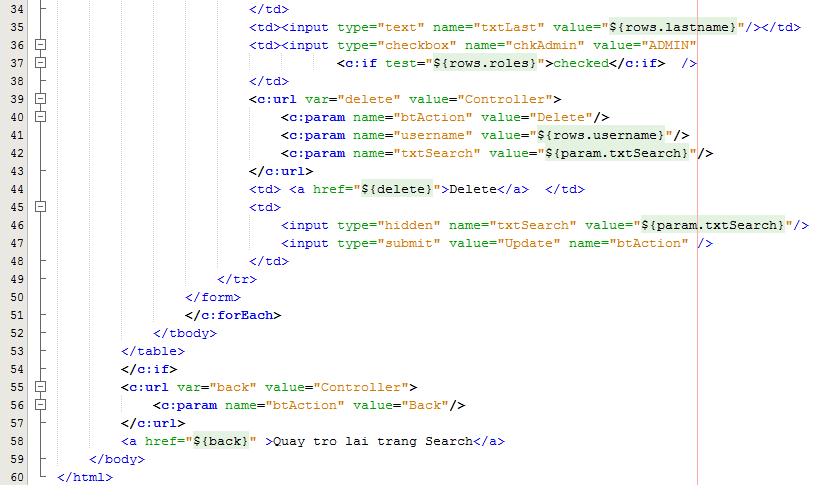 34 </td>
35 <td><input type="text" name="txtLast" value="${rows.lastname}"/></td>
36 <td><input type="checkbox" name="chkAdmin" value="ADMIN"
37 <c:if test="${rows.roles}">checked</c:if> />
38 </td>
39 <c:url var="delete" value="Controller">
40 <c:param name="btAction" value="Delete"/>
41 <c:param name="username" value="${rows.username}"/>
42 <c:param name="txtSearch" value="${param.txtSearch}"/>
43 </c:url>
44 <td> <a href="${delete}">Delete</a> </td>
45 <td>
46 <input type="hidden" name="txtSearch" value="${param.txtSearch}"/>
47 <input type="submit" value="Update" name="btAction" />
48 </td>
49 </tr>
50 </form>
51 </c:forEach>
52 </tbody>
53 </table>
54 </c:if>
55 <c:url var="back" value="Controller">
56 <c:param name="btAction" value="Back"/>
57 </c:url>
58 <a href="${back}" >Quay tro lai trang Search</a>
59 </body>
60 </html>